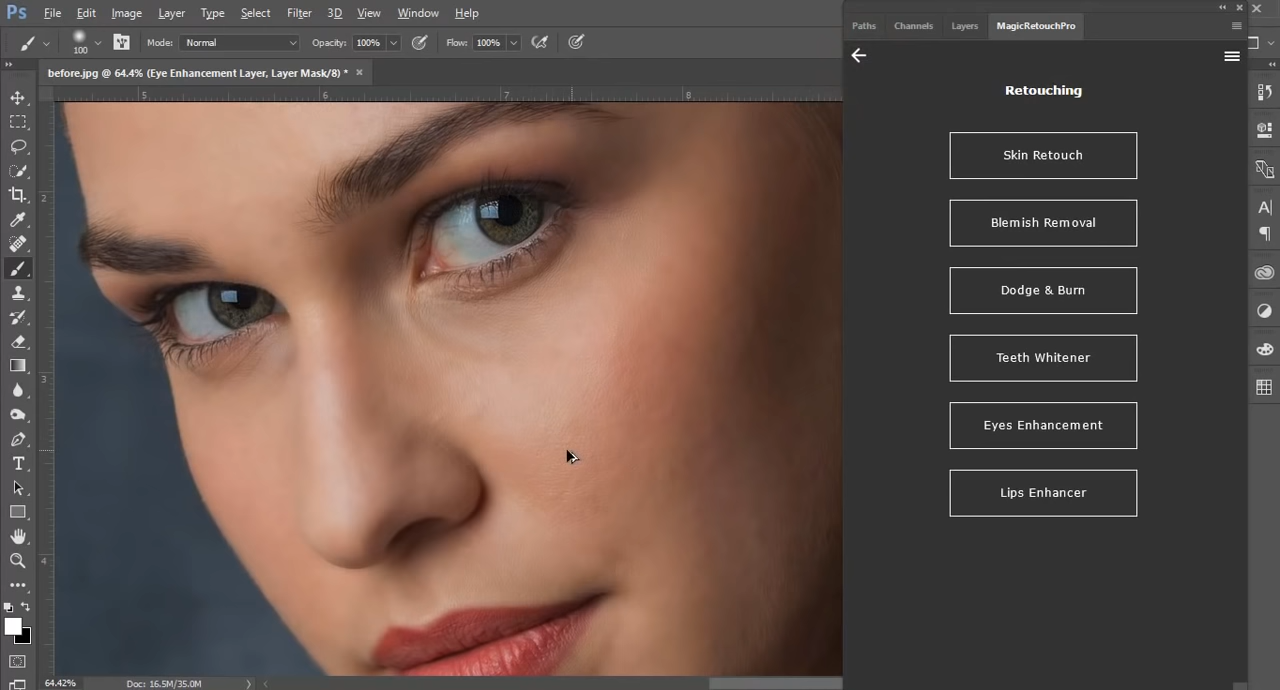 Ps File Edit Image Layer Type Select Filter 3D View Window Help
100 Mode: Normal Opacity: 100% Flow: 100%
before.jpg @ 64.4% (Eye Enhancement Layer, Layer Mask/8) *
5 6 7 8
2
3
4
T
64.42% Doc: 16.5M/35.0M
Paths Channels Layers MagicRetouchPro
Retouching
Skin Retouch
Blemish Removal
Dodge & Burn
Teeth Whitener
Eyes Enhancement
Lips Enhancer
A